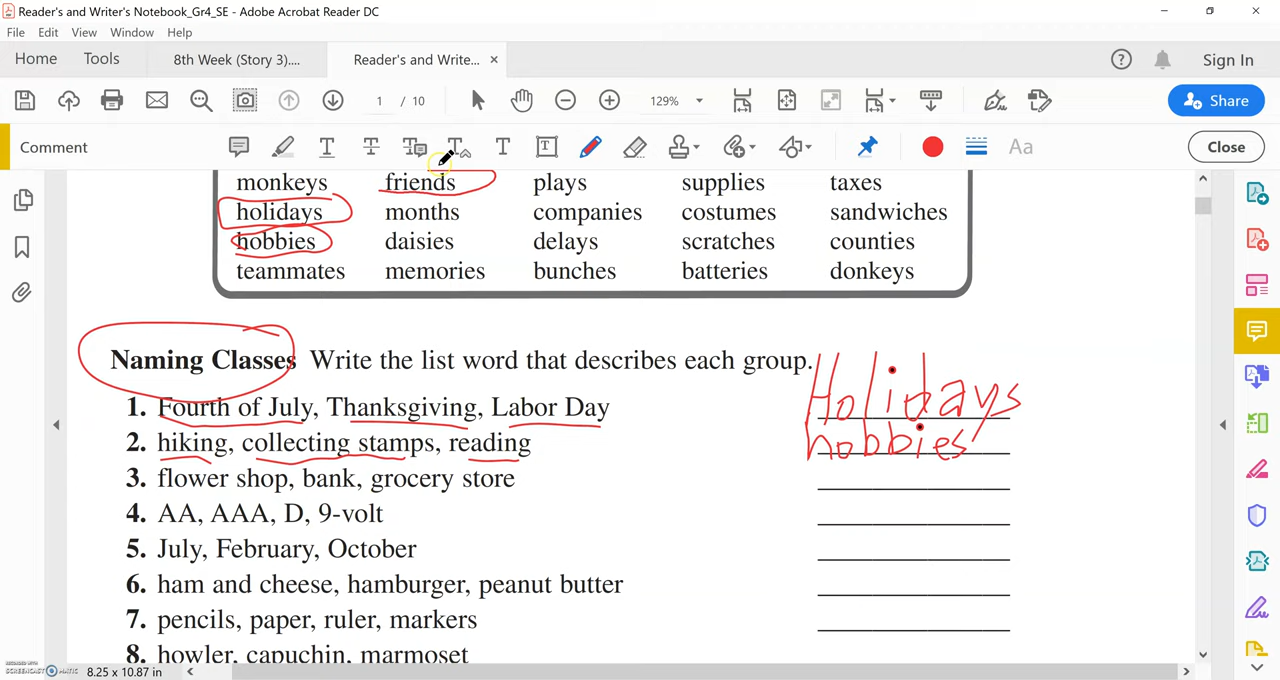 Reader's and Writer's Notebook_Gr4_SE - Adobe Acrobat Reader DC
File Edit View Window Help
Home Tools 8th Week (Story 3).... Reader's and Write... × Sign In
1 / 10 129% Share
Comment Aa Close
monkeys friends plays supplies taxes
holidays months companies costumes sandwiches
hobbies daisies delays scratches counties
teammates memories bunches batteries donkeys
Naming Classes Write the list word that describes each group.
1. Fourth of July, Thanksgiving, Labor Day Holidays
2. hiking, collecting stamps, reading hobbies
3. flower shop, bank, grocery store
4. AA, AAA, D, 9-volt
5. July, February, October
6. ham and cheese, hamburger, peanut butter
7. pencils, paper, ruler, markers
8. howler, capuchin, marmoset
RECORDED WITH
SCREENCAST MATIC 8.25 x 10.87 in